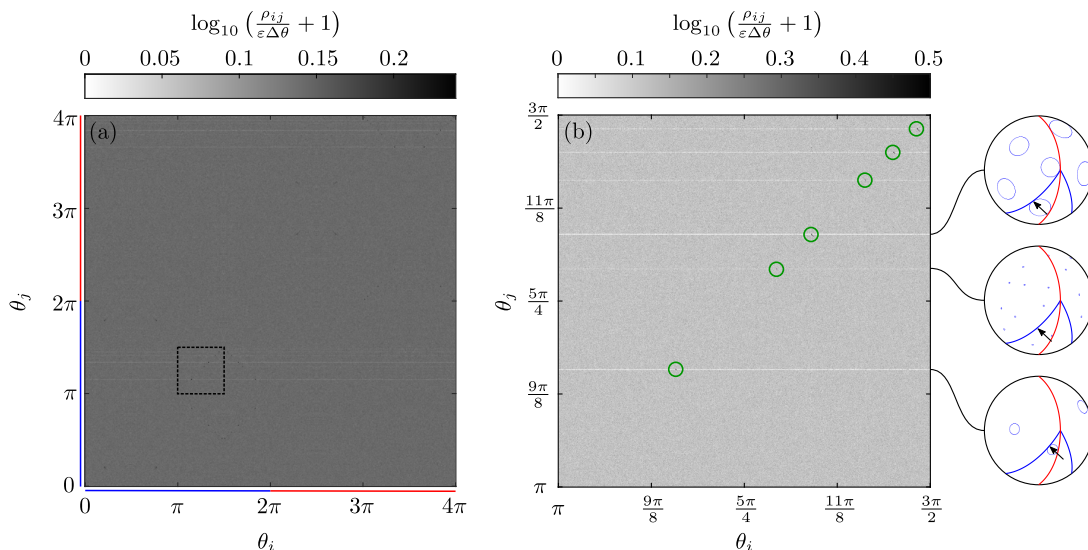 log₁₀ (ρᵢⱼ/εΔθ + 1)
0 0.05 0.1 0.15 0.2
(a)
4π
3π
2π
π
0
θⱼ
0 π 2π 3π 4π
θᵢ
log₁₀ (ρᵢⱼ/εΔθ + 1)
0 0.1 0.2 0.3 0.4 0.5
(b)
3π/2
11π/8
5π/4
9π/8
π
θⱼ
π 9π/8 5π/4 11π/8 3π/2
θᵢ